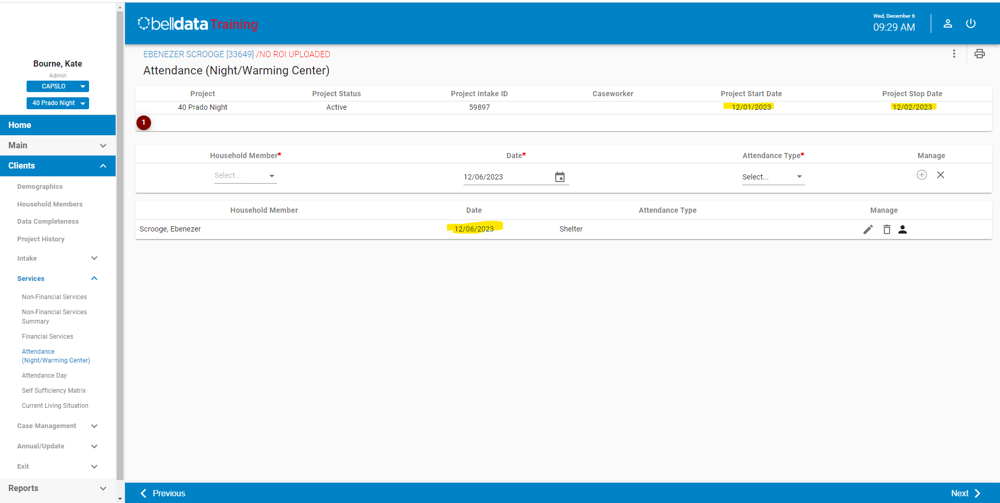 Bourne, Kate
Admin
CAPSLO
40 Prado Night
Home
Main
Clients
Demographics
Household Members
Data Completeness
Project History
Intake
Services
Non-Financial Services
Non-Financial Services
Summary
Financial Services
Attendance
(Night/Warming Center)
Attendance Day
Self Sufficiency Matrix
Current Living Situation
Case Management
Annual/Update
Exit
Reports
belldata Training
Wed, December 6
09:29 AM
EBENEZER SCROOGE [33649] /NO ROI UPLOADED
Attendance (Night/Warming Center)
Project Project Status Project Intake ID Caseworker Project Start Date Project Stop Date
40 Prado Night Active 59897 12/01/2023 12/02/2023
1
Household Member* Date* Attendance Type* Manage
Select... 12/06/2023 Select...
Household Member Date Attendance Type Manage
Scrooge, Ebenezer 12/06/2023 Shelter
Previous Next